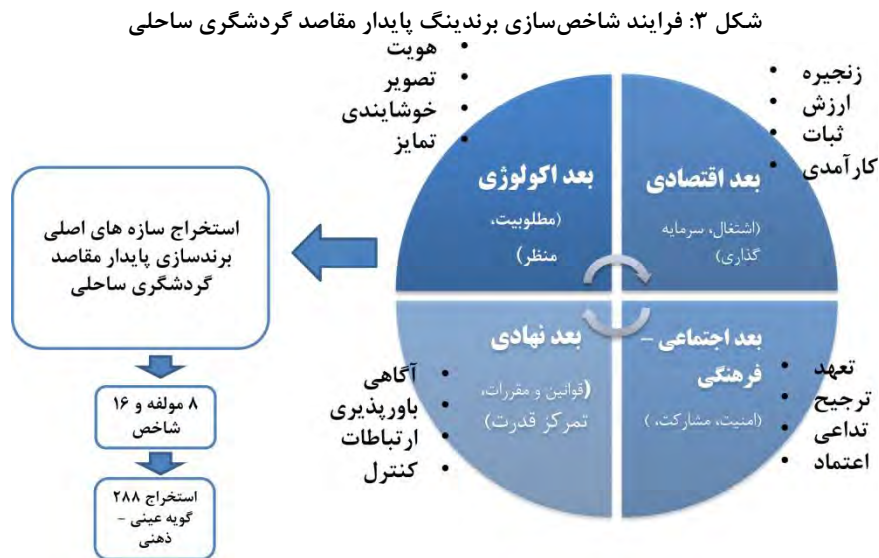 شکل ۳: فرایند شاخص‌سازی برندینگ پایدار مقاصد گردشگری ساحلی
• زنجیره
• ارزش
• ثبات
• کارآمدی
• هویت
• تصویر
• خوشایندی
• تمایز
بعد اقتصادی
(اشتغال، سرمایه
گذاری)
بعد اکولوژی
(مطلوبیت،
منظر)
بعد اجتماعی –
فرهنگی
(امنیت، مشارکت، )
• تعهد
• ترجیح
• تداعی
• اعتماد
بعد نهادی
(قوانین و مقررات،
تمرکز قدرت)
• آگاهی
• باورپذیری
• ارتباطات
• کنترل
استخراج سازه های اصلی
برندسازی پایدار مقاصد
گردشگری ساحلی
۸ مولفه و ۱۶
شاخص
استخراج ۲۸۸
گویه عینی –
ذهنی